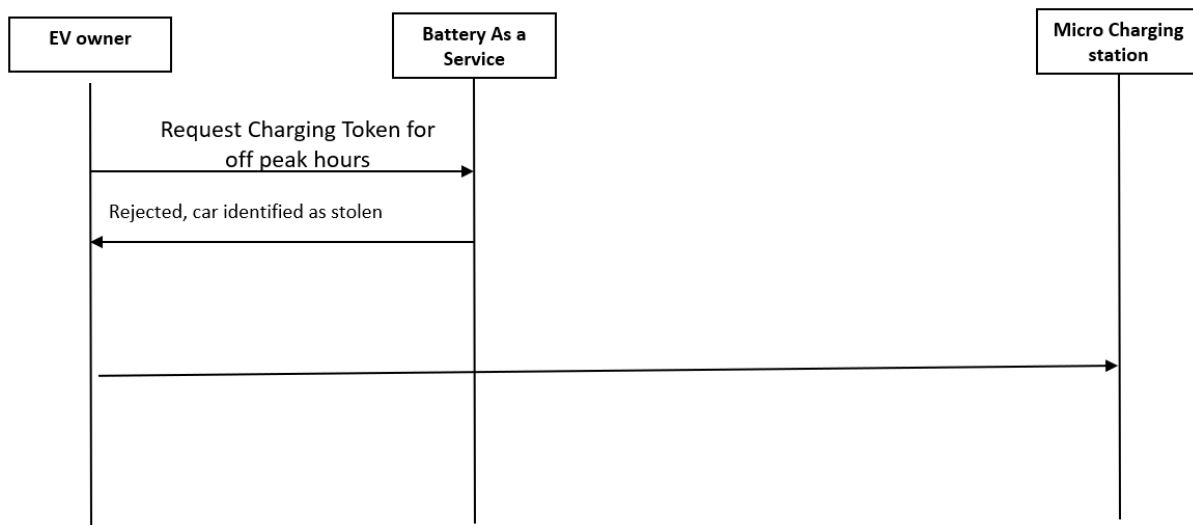 EV owner
Battery As a
Service
Micro Charging
station
Request Charging Token for
off peak hours
Rejected, car identified as stolen